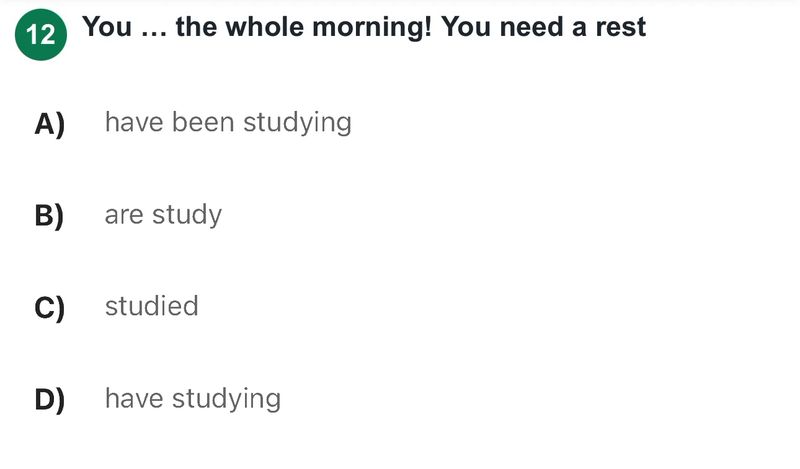 12 You ... the whole morning! You need a rest
A) have been studying
B) are study
C) studied
D) have studying